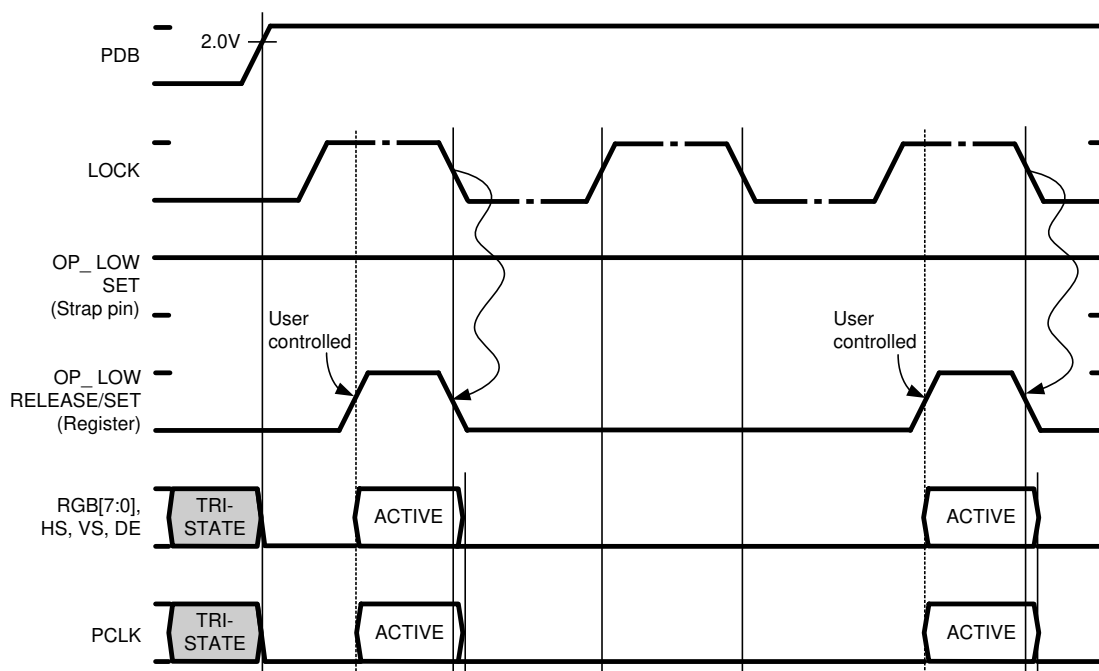 2.0V
PDB
LOCK
OP_ LOW
SET
(Strap pin)
User
controlled
User
controlled
OP_ LOW
RELEASE/SET
(Register)
RGB[7:0],
HS, VS, DE
TRI-
STATE
ACTIVE
ACTIVE
PCLK
TRI-
STATE
ACTIVE
ACTIVE